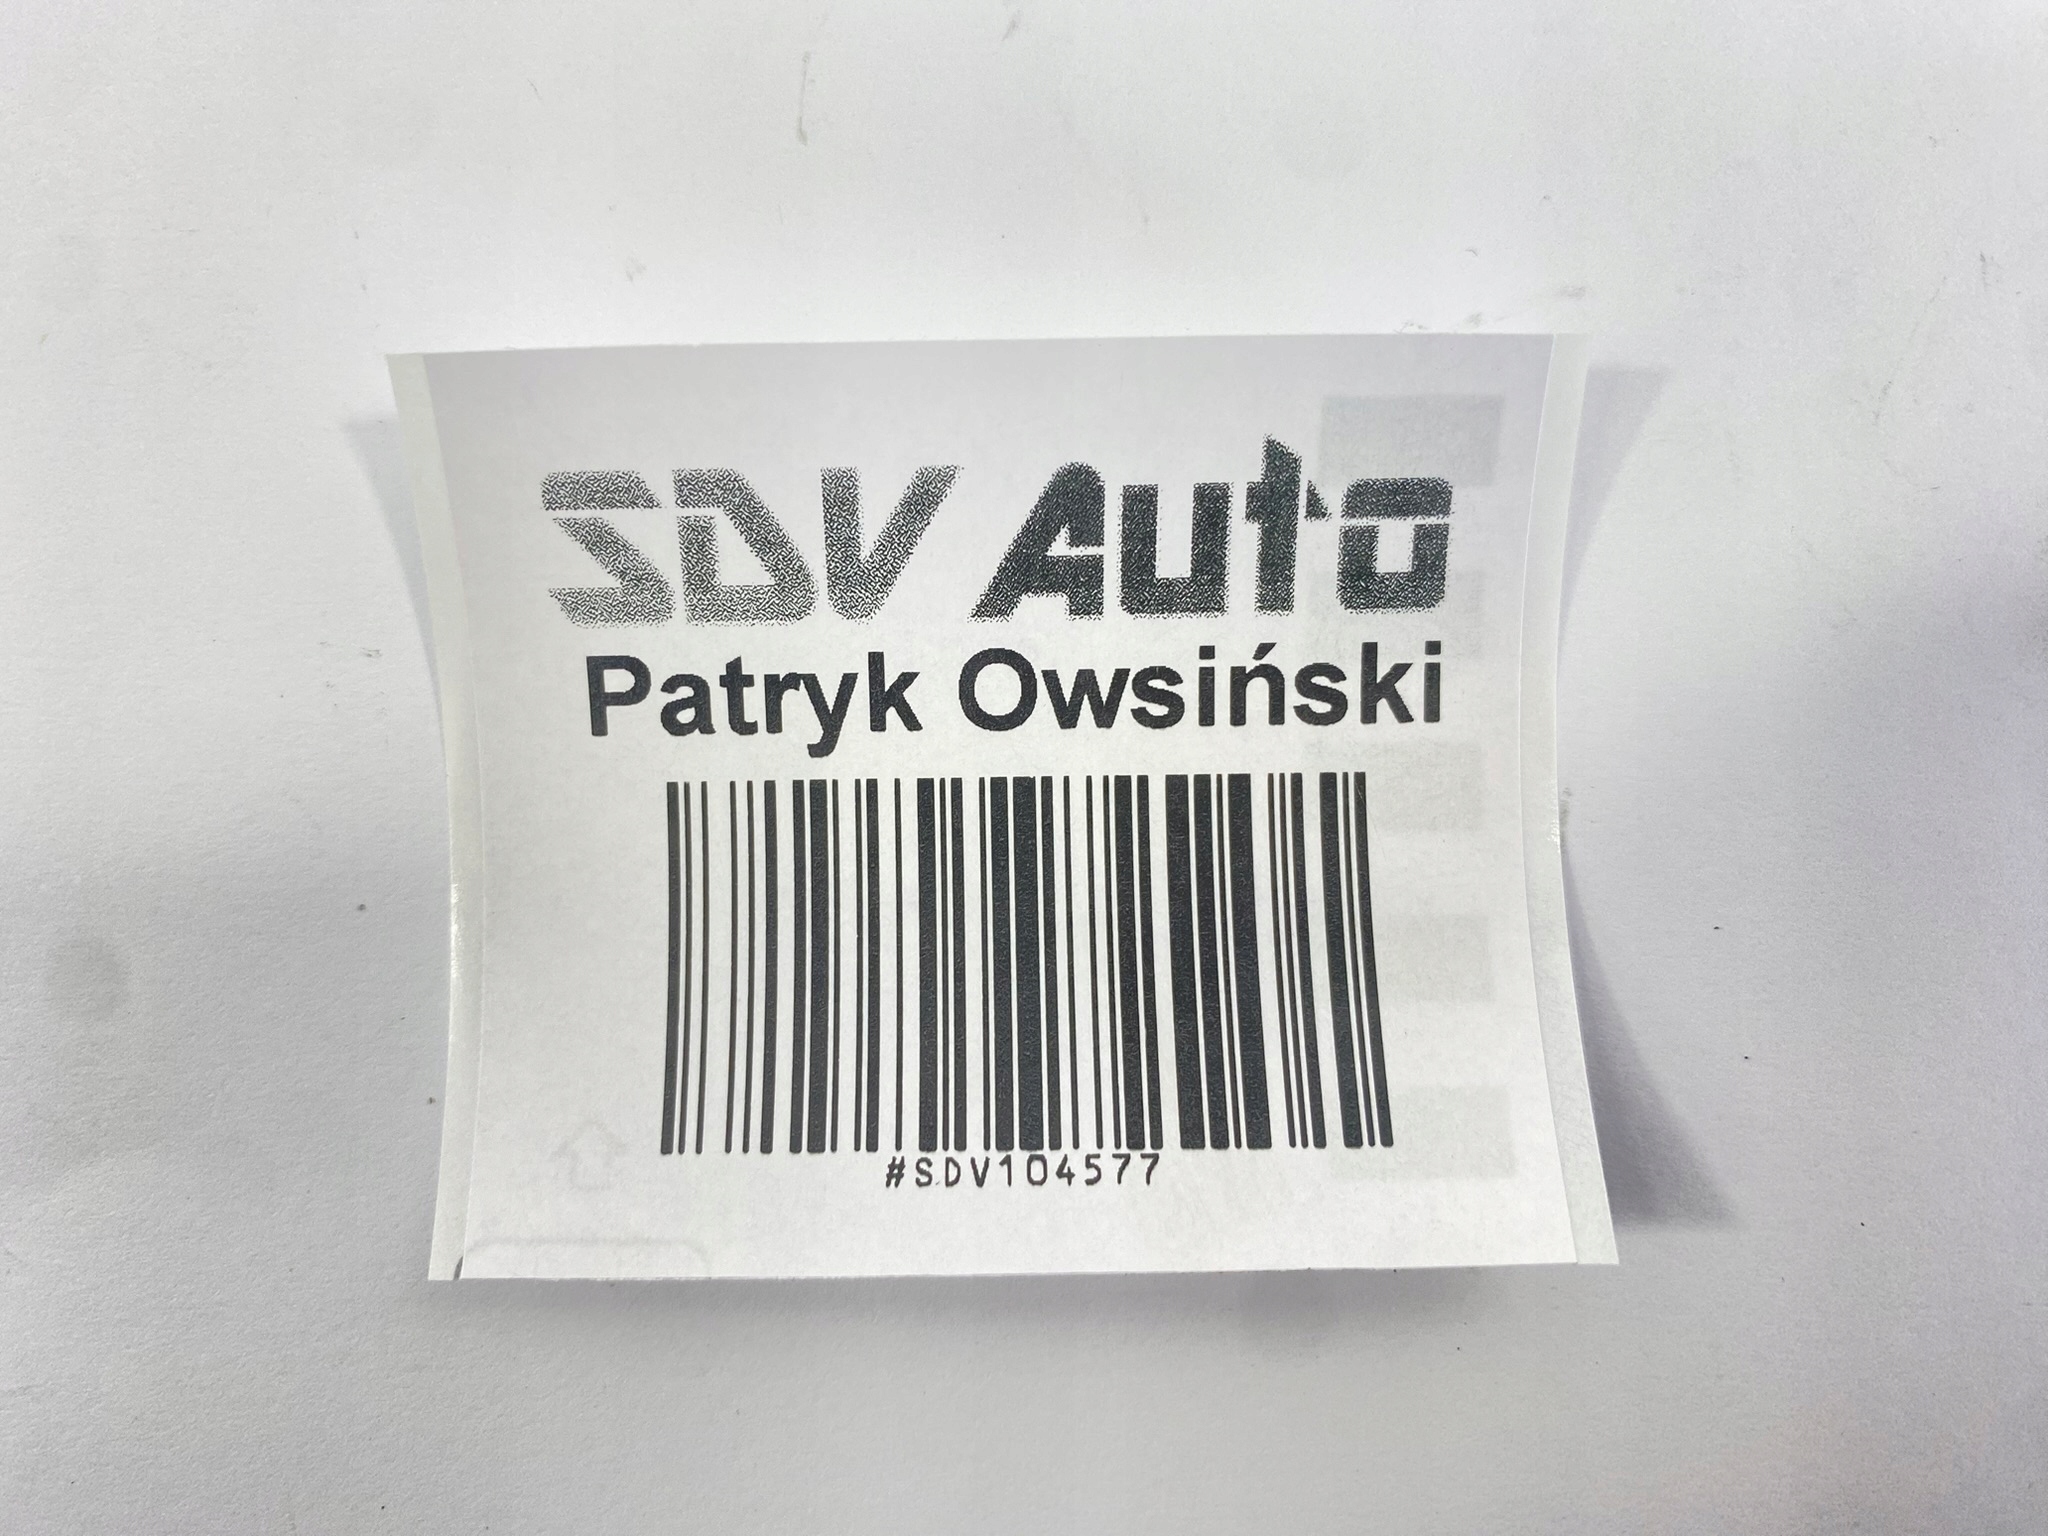 SDV Auto
Patryk Owsiński
#SDV104577